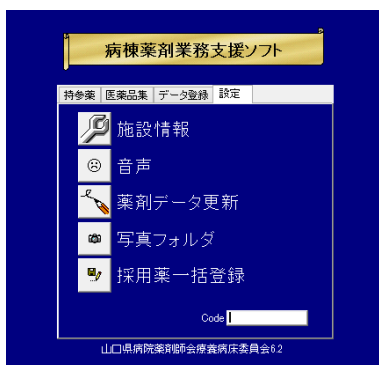 病棟薬剤業務支援ソフト
持参薬 医薬品集 データ登録 設定
施設情報
音声
薬剤データ更新
写真フォルダ
採用薬一括登録
Code
山口県病院薬剤師会療養病床委員会6.2